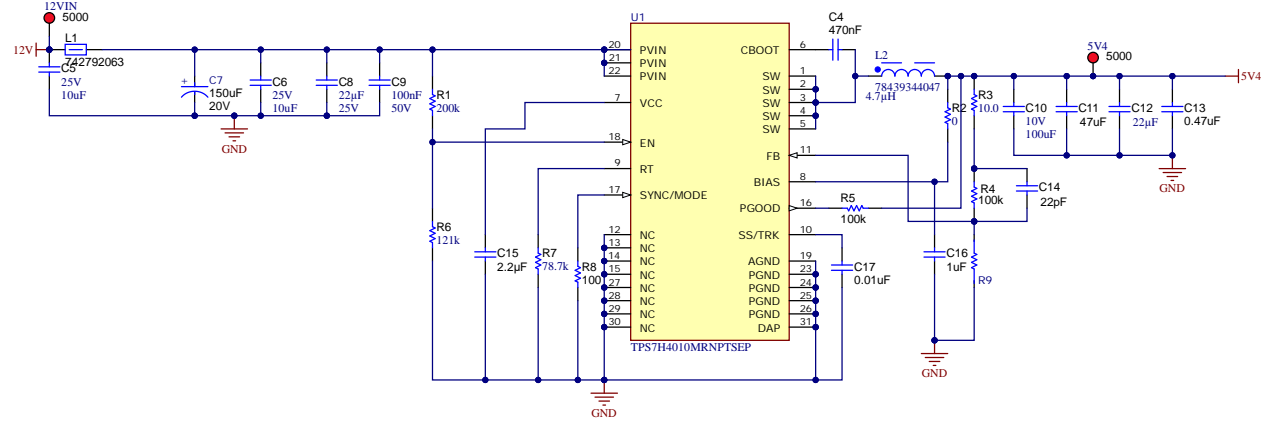 12VIN
5000
12V
L1
742792063
C5
25V
10uF
C7
150uF
20V
C6
25V
10uF
C8
22µF
25V
C9
100nF
50V
R1
200k
R6
121k
C15
2.2µF
R7
78.7k
R8
100
GND
GND
U1
20 PVIN
21 PVIN
22 PVIN
7 VCC
18 EN
9 RT
17 SYNC/MODE
12 NC
13 NC
14 NC
15 NC
27 NC
28 NC
29 NC
30 NC
CBOOT 6
SW 1
SW 2
SW 3
SW 4
SW 5
FB 11
BIAS 8
PGOOD 16
SS/TRK 10
AGND 19
PGND 23
PGND 24
PGND 25
PGND 26
DAP 31
TPS7H4010MRNPTSEP
C4
470nF
L2
78439344047
4.7µH
R2
0
R3
10.0
R5
100k
R4
100k
C14
22pF
C17
0.01uF
C16
1uF
R9
GND
C10
10V
100uF
C11
47uF
C12
22µF
C13
0.47uF
GND
5V4
5000
5V4